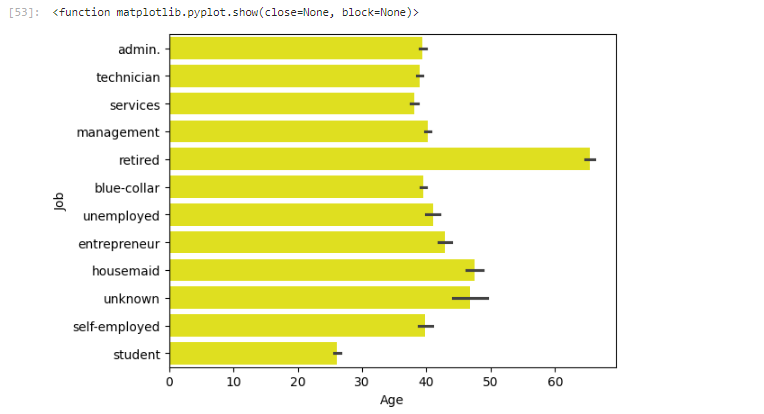 [53]: <function matplotlib.pyplot.show(close=None, block=None)>
admin.
technician
services
management
retired
blue-collar
unemployed
entrepreneur
housemaid
unknown
self-employed
student
Job
0 10 20 30 40 50 60
Age